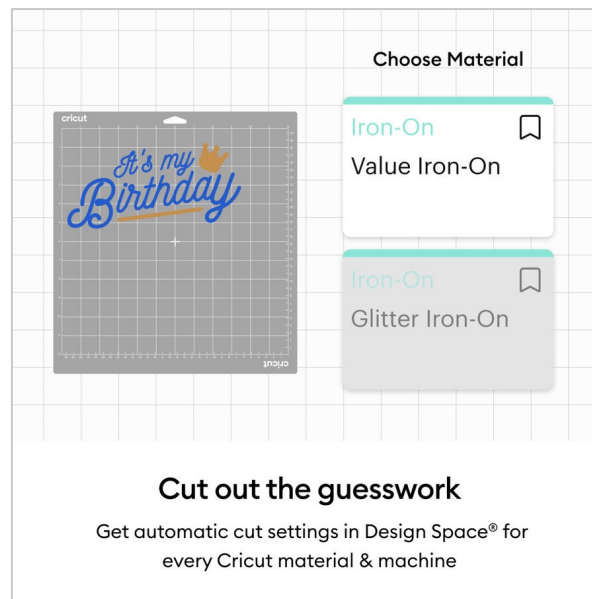 Choose Material
cricut
It's my
Birthday
cricut
Iron-On
Value Iron-On
Iron-On
Glitter Iron-On
Cut out the guesswork
Get automatic cut settings in Design Space® for
every Cricut material & machine